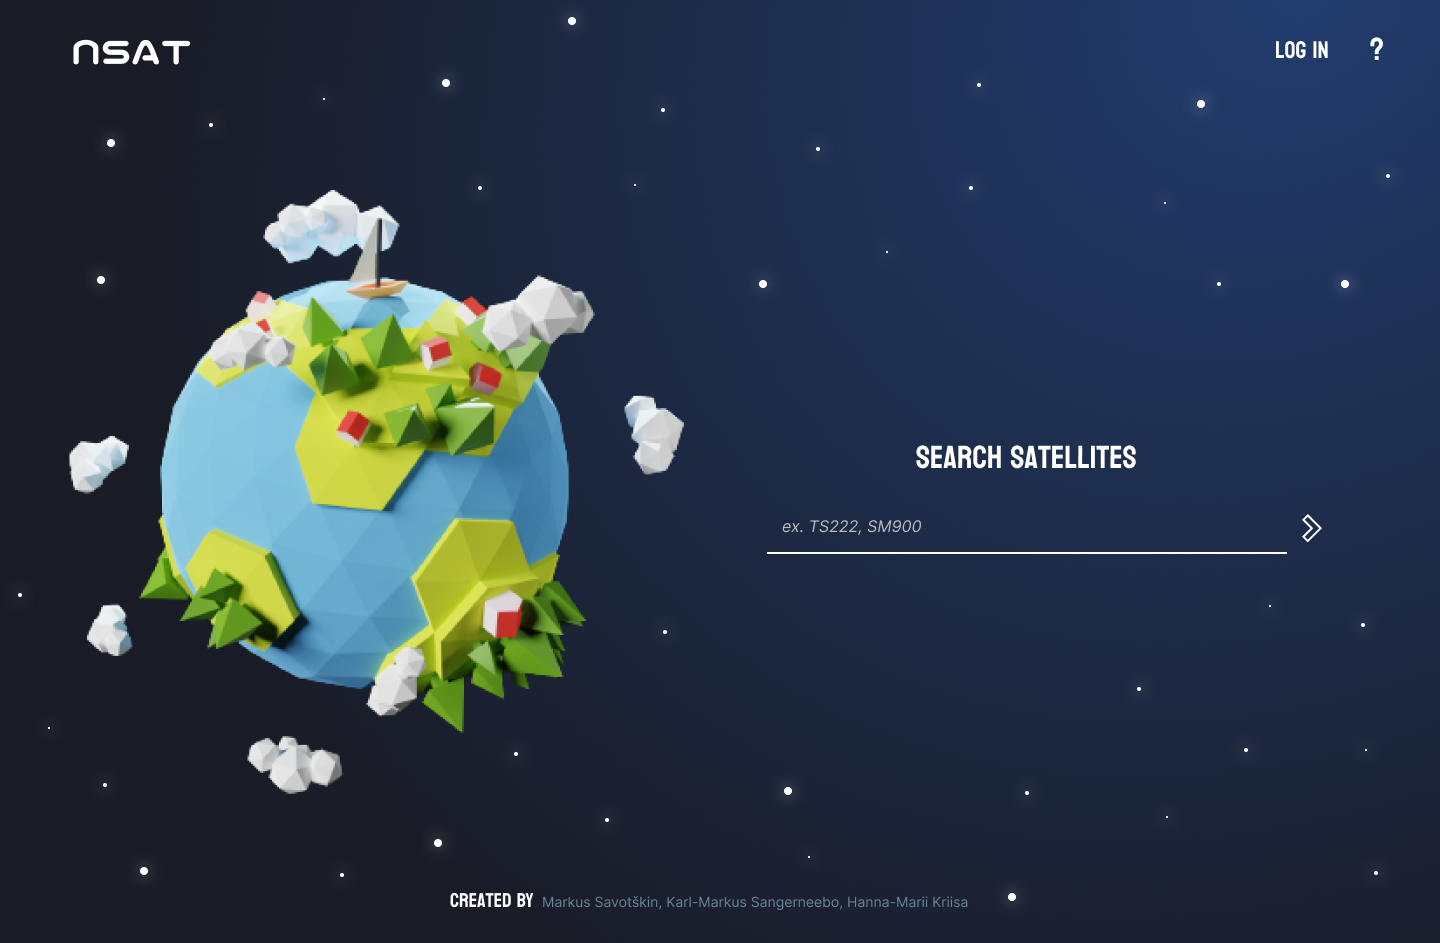 NSAT
LOG IN ?
SEARCH SATELLITES
ex. TS222, SM900
CREATED BY Markus Savotškin, Karl-Markus Sangerneebo, Hanna-Marii Kriisa